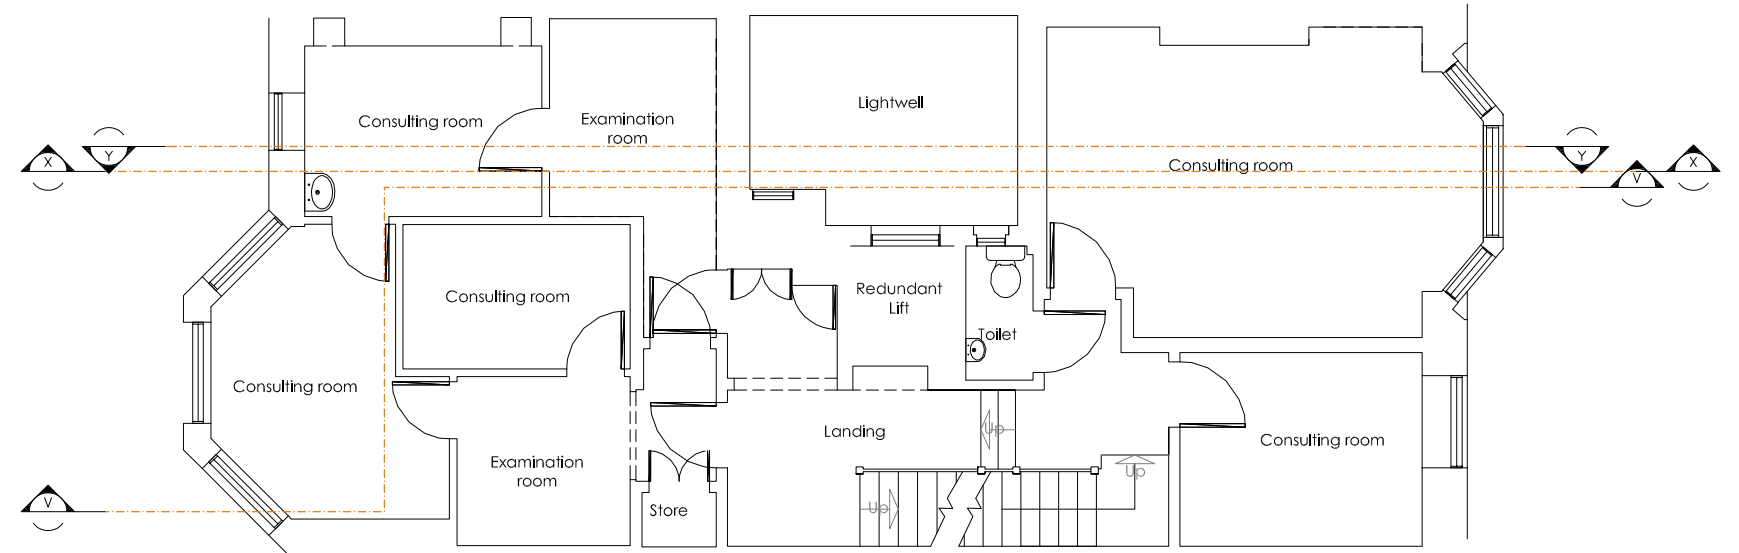 Lightwell
Consulting room
Examination
room
Y
X
Consulting room
Y
X
V
Redundant
Lift
Consulting room
Toilet
Consulting room
Landing
Up
Consulting room
Examination
room
Up
V
Store
Up